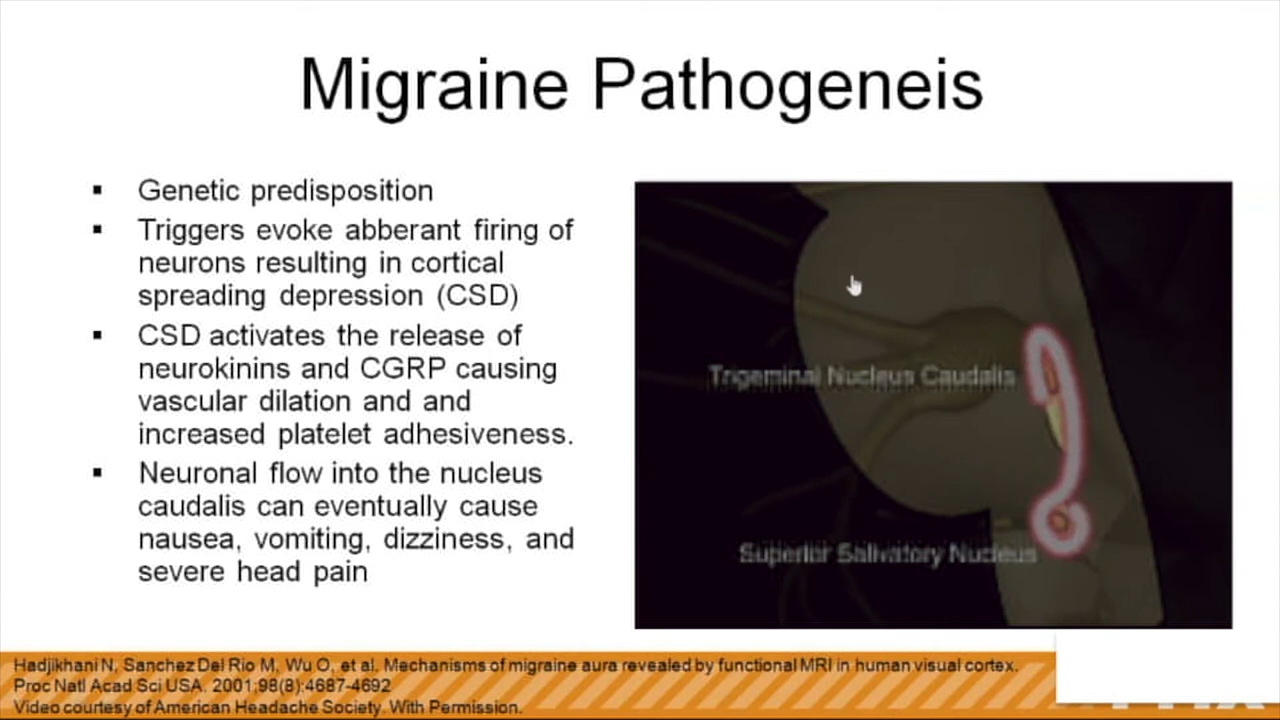 Migraine Pathogeneis
▪ Genetic predisposition
▪ Triggers evoke abberant firing of
neurons resulting in cortical
spreading depression (CSD)
▪ CSD activates the release of
neurokinins and CGRP causing
vascular dilation and and
increased platelet adhesiveness.
▪ Neuronal flow into the nucleus
caudalis can eventually cause
nausea, vomiting, dizziness, and
severe head pain
Trigeminal Nucleus Caudalis
Superior Salivatory Nucleus
Hadjikhani N, Sanchez Del Rio M, Wu O, et al. Mechanisms of migraine aura revealed by functional MRI in human visual cortex.
Proc Natl Acad Sci USA. 2001;98(8):4687-4692
Video courtesy of American Headache Society. With Permission.